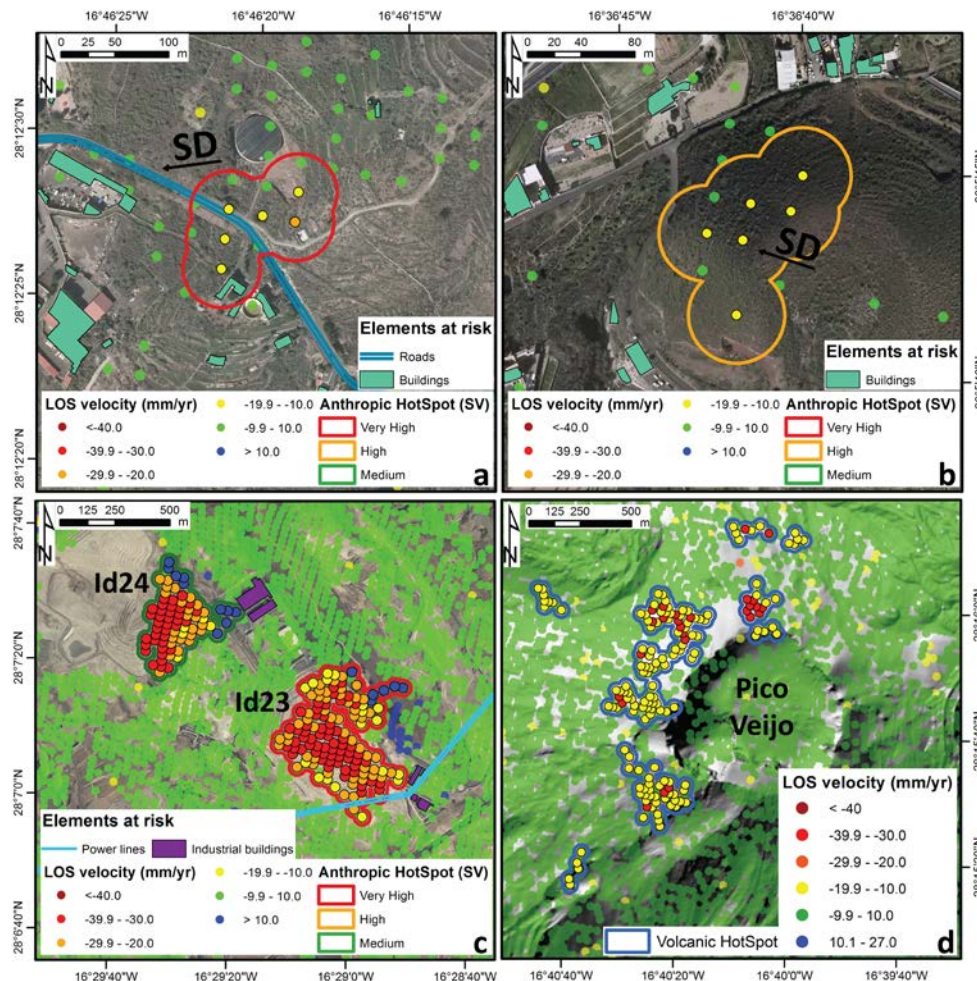 16°46'25"W
16°46'20"W
16°46'15"W
0 25 50 100
m
N
28°12'30"N
28°12'25"N
28°12'20"N
SD
Elements at risk
Roads
Buildings
LOS velocity (mm/yr)
<-40.0
-39.9 - -30.0
-29.9 - -20.0
-19.9 - -10.0
-9.9 - 10.0
> 10.0
Anthropic HotSpot (SV)
Very High
High
Medium
a
16°36'45"W
16°36'40"W
0 20 40 80
m
N
SD
Elements at risk
Buildings
LOS velocity (mm/yr)
<-40.0
-39.9 - -30.0
-29.9 - -20.0
-19.9 - -10.0
-9.9 - 10.0
> 10.0
Anthropic HotSpot (SV)
Very High
High
Medium
b
0 125 250 500
m
N
28°7'40"N
28°7'20"N
28°7'0"N
28°6'40"N
Id24
Id23
Elements at risk
Power lines
Industrial buildings
LOS velocity (mm/yr)
<-40.0
-39.9 - -30.0
-29.9 - -20.0
-19.9 - -10.0
-9.9 - 10.0
> 10.0
Anthropic HotSpot (SV)
Very High
High
Medium
c
16°29'40"W
16°29'20"W
16°29'0"W
16°28'40"W
0 125 250 500
m
N
Pico
Veijo
LOS velocity (mm/yr)
< -40
-39.9 - -30.0
-29.9 - -20.0
-19.9 - -10.0
-9.9 - 10.0
10.1 - 27.0
Volcanic HotSpot
d
16°40'40"W
16°40'20"W
16°40'0"W
16°39'40"W